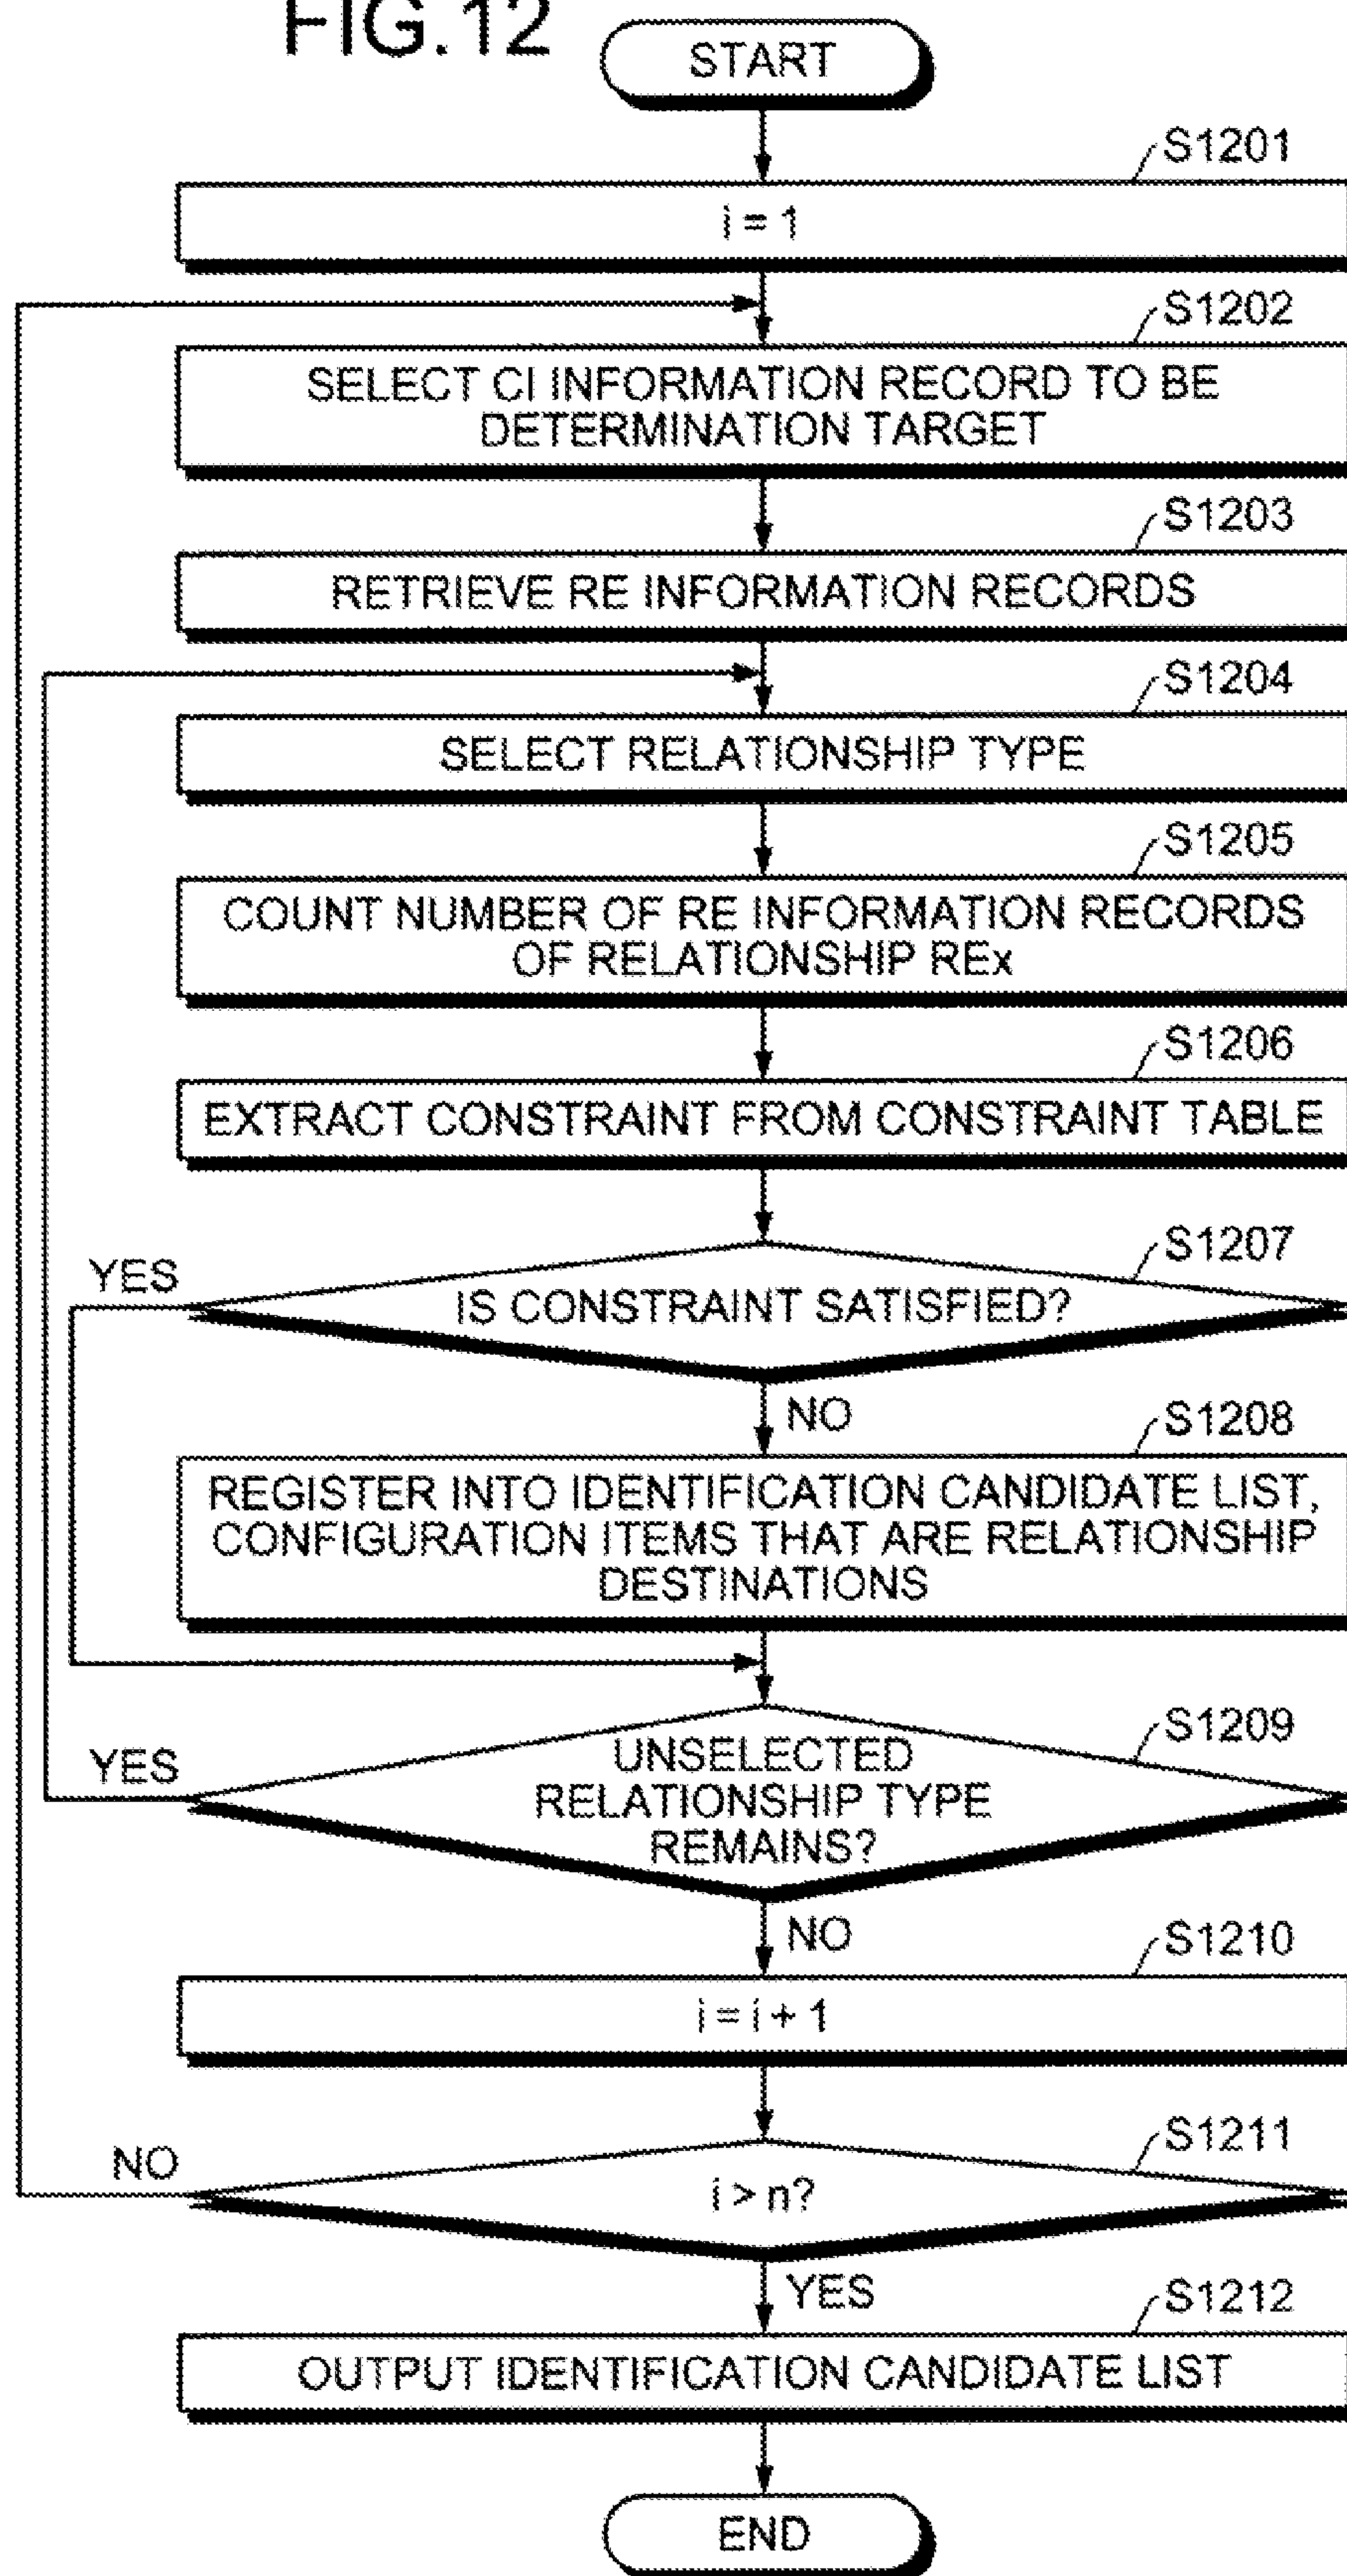 FIG.12
START
S1201
i = 1
S1202
SELECT CI INFORMATION RECORD TO BE
DETERMINATION TARGET
S1203
RETRIEVE RE INFORMATION RECORDS
S1204
SELECT RELATIONSHIP TYPE
S1205
COUNT NUMBER OF RE INFORMATION RECORDS
OF RELATIONSHIP REx
S1206
EXTRACT CONSTRAINT FROM CONSTRAINT TABLE
S1207
YES
IS CONSTRAINT SATISFIED?
NO
S1208
REGISTER INTO IDENTIFICATION CANDIDATE LIST,
CONFIGURATION ITEMS THAT ARE RELATIONSHIP
DESTINATIONS
S1209
YES
UNSELECTED
RELATIONSHIP TYPE
REMAINS?
NO
S1210
i = i + 1
S1211
NO
i > n?
YES
S1212
OUTPUT IDENTIFICATION CANDIDATE LIST
END